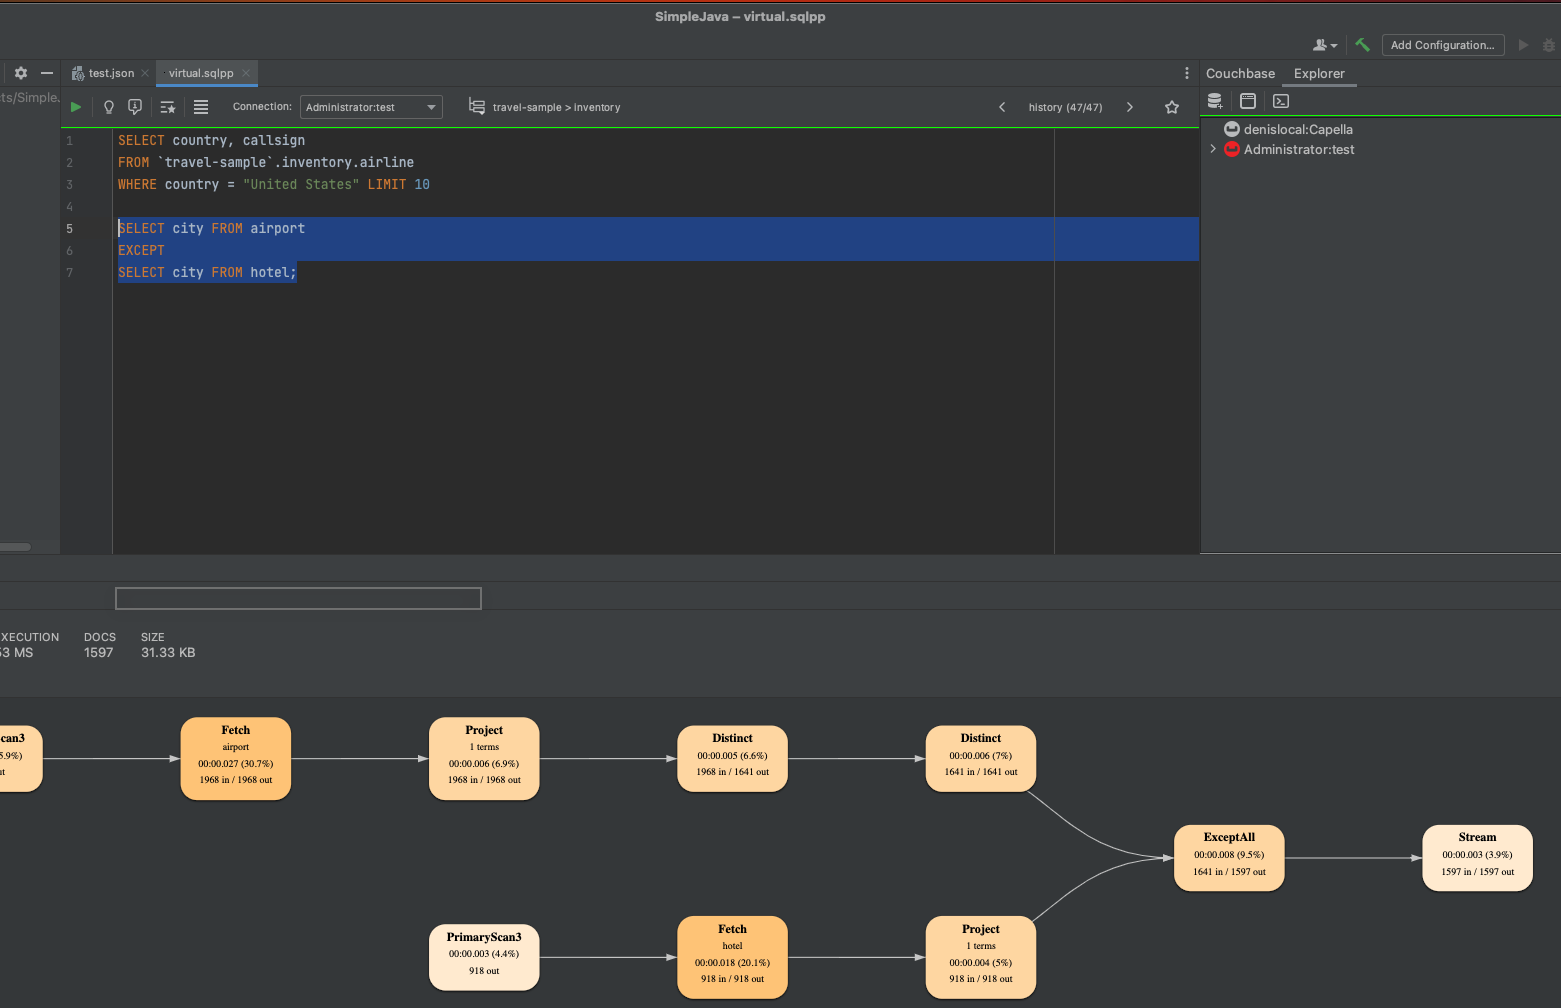 SimpleJava – virtual.sqlpp
Add Configuration...
test.json
virtual.sqlpp
Couchbase
Explorer
cts/Simple.
Connection:
Administrator:test
travel-sample > inventory
history (47/47)
denislocal:Capella
Administrator:test
1 SELECT country, callsign
2 FROM `travel-sample`.inventory.airline
3 WHERE country = "United States" LIMIT 10
4
5 SELECT city FROM airport
6 EXCEPT
7 SELECT city FROM hotel;
XECUTION DOCS SIZE
53 MS 1597 31.33 KB
can3
5.9%)
ut
Fetch
airport
00:00.027 (30.7%)
1968 in / 1968 out
Project
1 terms
00:00.006 (6.9%)
1968 in / 1968 out
Distinct
00:00.005 (6.6%)
1968 in / 1641 out
Distinct
00:00.006 (7%)
1641 in / 1641 out
ExceptAll
00:00.008 (9.5%)
1641 in / 1597 out
Stream
00:00.003 (3.9%)
1597 in / 1597 out
PrimaryScan3
00:00.003 (4.4%)
918 out
Fetch
hotel
00:00.018 (20.1%)
918 in / 918 out
Project
1 terms
00:00.004 (5%)
918 in / 918 out